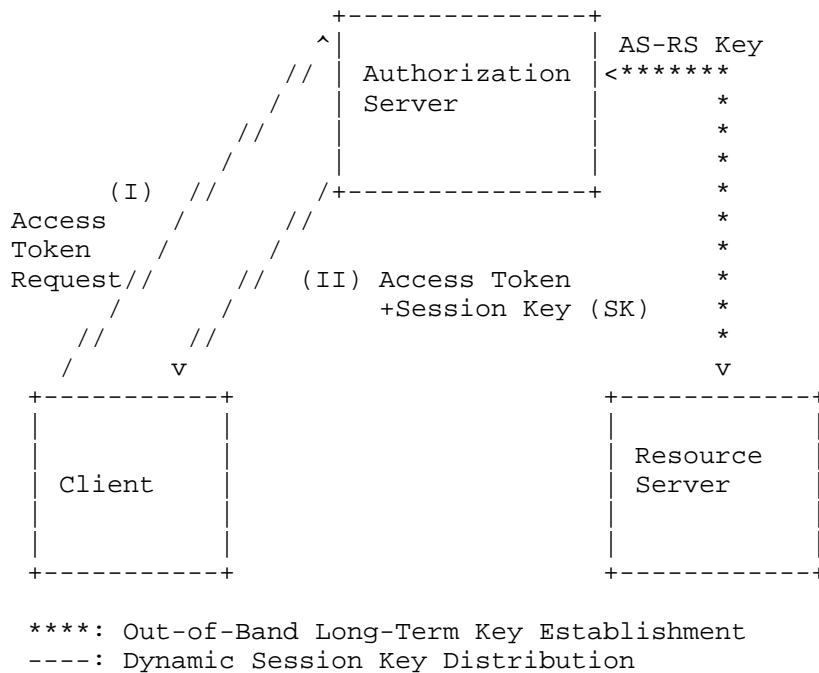 AS-RS Key
Authorization
Server
(I)
Access
Token
Request
(II) Access Token
+Session Key (SK)
Client
Resource
Server
****: Out-of-Band Long-Term Key Establishment
----: Dynamic Session Key Distribution